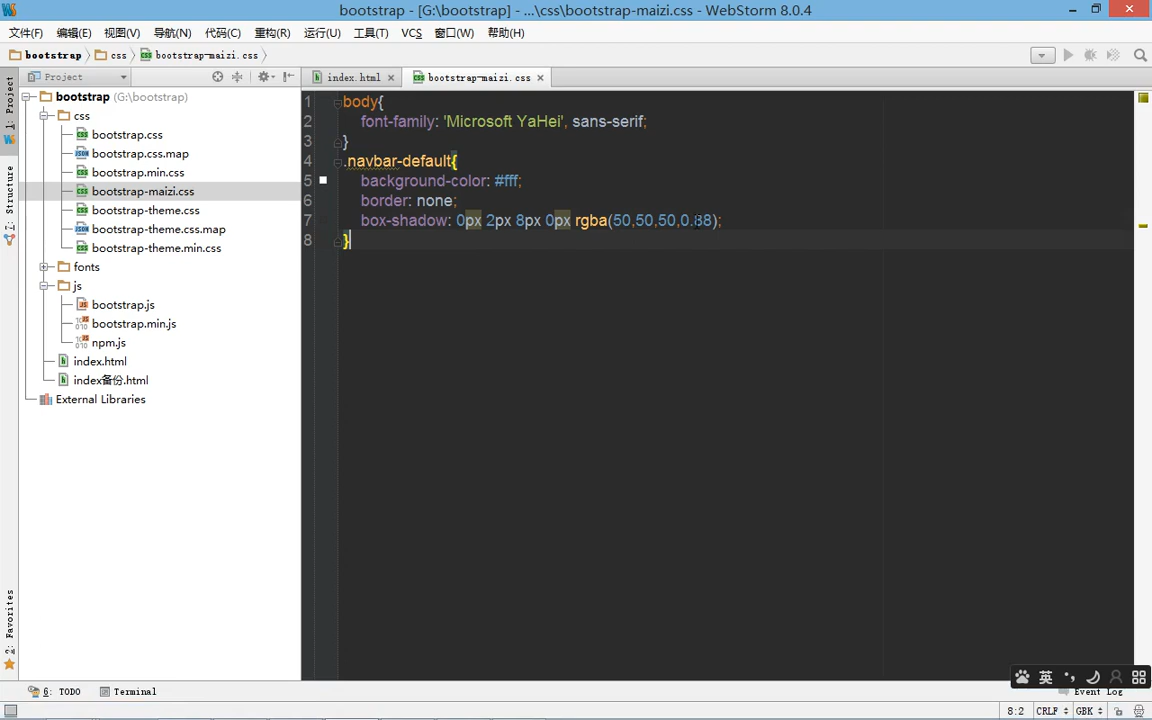 bootstrap - [G:\bootstrap] - ...\css\bootstrap-maizi.css - WebStorm 8.0.4
文件(F) 编辑(E) 视图(V) 导航(N) 代码(C) 重构(R) 运行(U) 工具(T) VCS 窗口(W) 帮助(H)
bootstrap css bootstrap-maizi.css
Project
index.html
bootstrap-maizi.css
1: Project
Z: Structure
2: Favorites
bootstrap (G:\bootstrap)
css
bootstrap.css
bootstrap.css.map
bootstrap.min.css
bootstrap-maizi.css
bootstrap-theme.css
bootstrap-theme.css.map
bootstrap-theme.min.css
fonts
js
bootstrap.js
bootstrap.min.js
npm.js
index.html
index备份.html
External Libraries
1 body{
2 font-family: 'Microsoft YaHei', sans-serif;
3 }
4 .navbar-default{
5 background-color: #fff;
6 border: none;
7 box-shadow: 0px 2px 8px 0px rgba(50,50,50,0.88);
8 }
英
6: TODO Terminal Event Log
8:2 CRLF GBK